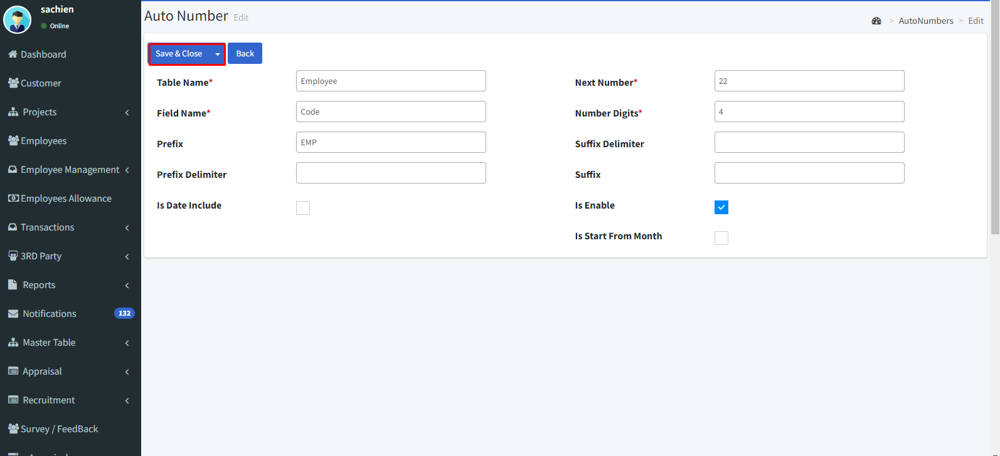 sachien
Online
Dashboard
Customer
Projects
Employees
Employee Management
Employees Allowance
Transactions
3RD Party
Reports
Notifications 132
Master Table
Appraisal
Recruitment
Survey / FeedBack
Auto Number Edit
> AutoNumbers > Edit
Save & Close Back
Table Name* Employee Next Number* 22
Field Name* Code Number Digits* 4
Prefix EMP Suffix Delimiter
Prefix Delimiter Suffix
Is Date Include Is Enable
Is Start From Month